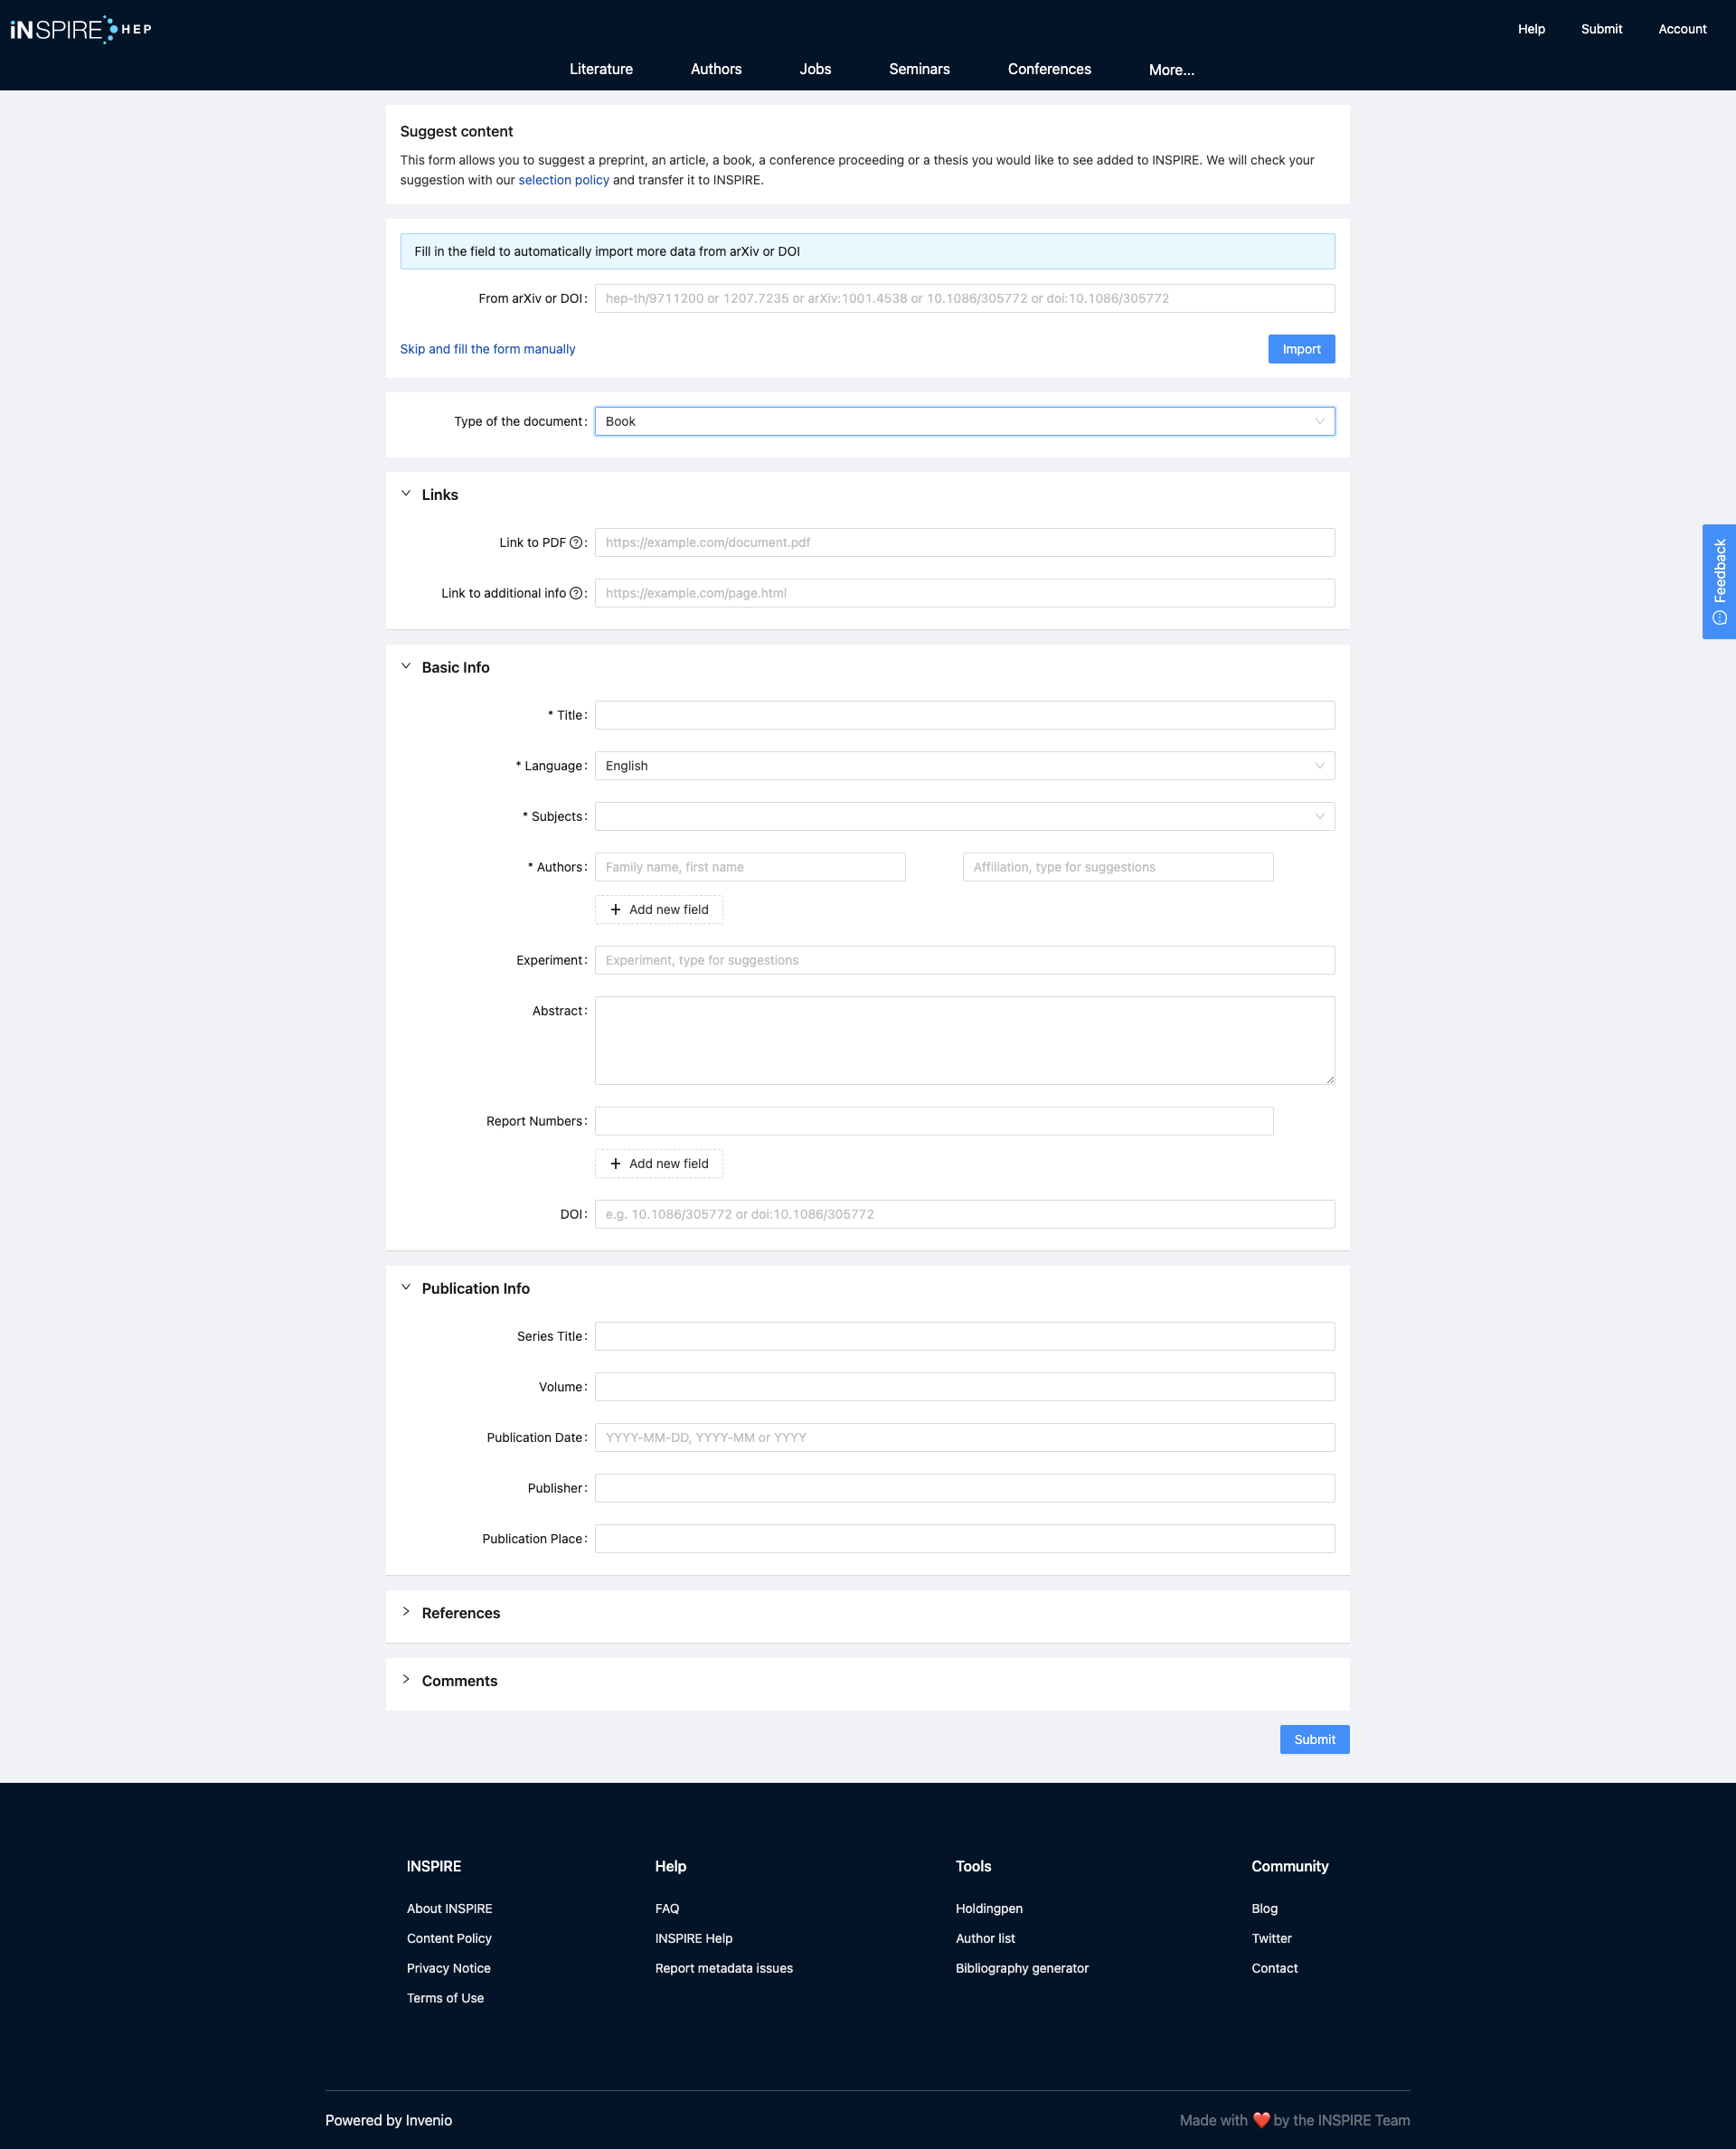 iNSPIRE HEP
Help Submit Account
Literature Authors Jobs Seminars Conferences More...
Suggest content
This form allows you to suggest a preprint, an article, a book, a conference proceeding or a thesis you would like to see added to INSPIRE. We will check your
suggestion with our selection policy and transfer it to INSPIRE.
Fill in the field to automatically import more data from arXiv or DOI
From arXiv or DOI: hep-th/9711200 or 1207.7235 or arXiv:1001.4538 or 10.1086/305772 or doi:10.1086/305772
Skip and fill the form manually Import
Type of the document: Book
Links
Link to PDF ?: https://example.com/document.pdf
Feedback
Link to additional info ?: https://example.com/page.html
Basic Info
* Title:
* Language: English
* Subjects:
* Authors: Family name, first name Affiliation, type for suggestions
+ Add new field
Experiment: Experiment, type for suggestions
Abstract:
Report Numbers:
+ Add new field
DOI: e.g. 10.1086/305772 or doi:10.1086/305772
Publication Info
Series Title:
Volume:
Publication Date: YYYY-MM-DD, YYYY-MM or YYYY
Publisher:
Publication Place:
References
Comments
Submit
INSPIRE Help Tools Community
About INSPIRE FAQ Holdingpen Blog
Content Policy INSPIRE Help Author list Twitter
Privacy Notice Report metadata issues Bibliography generator Contact
Terms of Use
Powered by Invenio Made with ❤️ by the INSPIRE Team